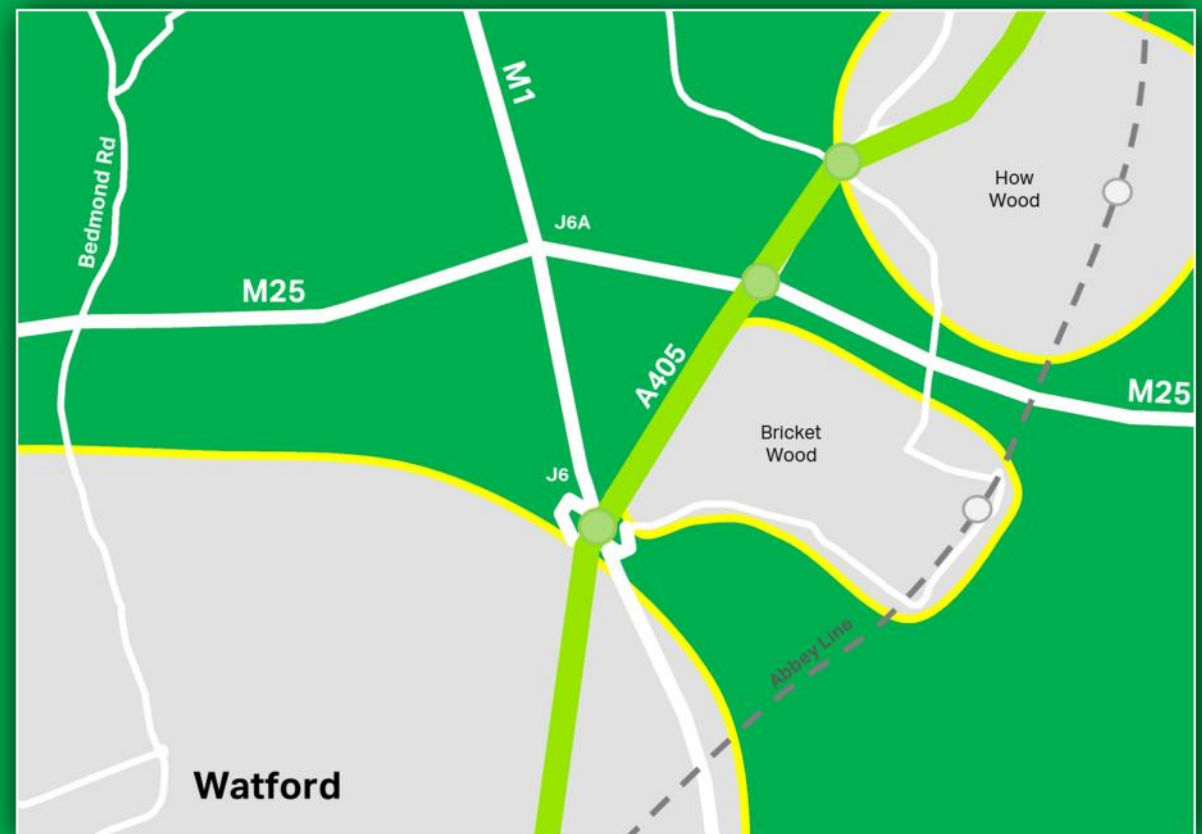 M1
Bedmond Rd
How
Wood
J6A
M25
A405
M25
Bricket
Wood
J6
Abbey Line
Watford